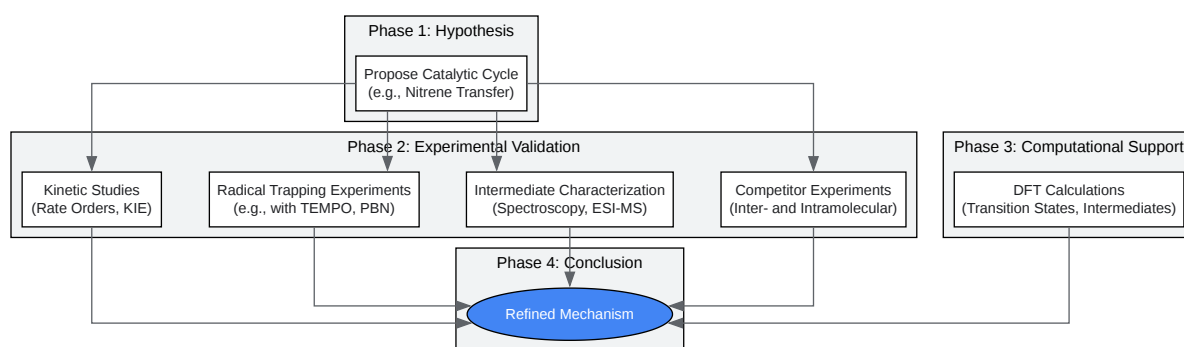 Phase 1: Hypothesis
Propose Catalytic Cycle
(e.g., Nitrene Transfer)
Phase 2: Experimental Validation
Phase 3: Computational Support
Kinetic Studies
(Rate Orders, KIE)
Radical Trapping Experiments
(e.g., with TEMPO, PBN)
Intermediate Characterization
(Spectroscopy, ESI-MS)
Competitor Experiments
(Inter- and Intramolecular)
DFT Calculations
(Transition States, Intermediates)
Phase 4: Conclusion
Refined Mechanism